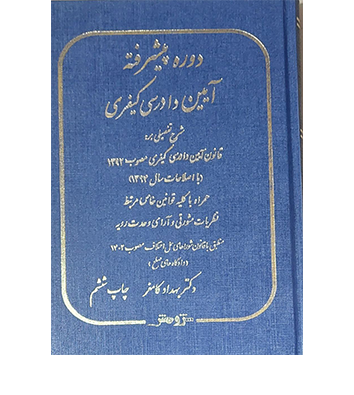 دوره پیشرفته
آیین دادرسی کیفری
شرح تفصیلی بر:
قانون آیین دادرسی کیفری مصوب ۱۳۹۲
(با اصلاحات سال ۱۳۹۴)
همراه با کلیه قوانین خاص مرتبط
نظریات مشورتی و آرای وحدت رویه
منطبق با قانون شوراهای حل اختلاف مصوب ۱۴۰۲
دکتر بهداد کامفر
چاپ ششم